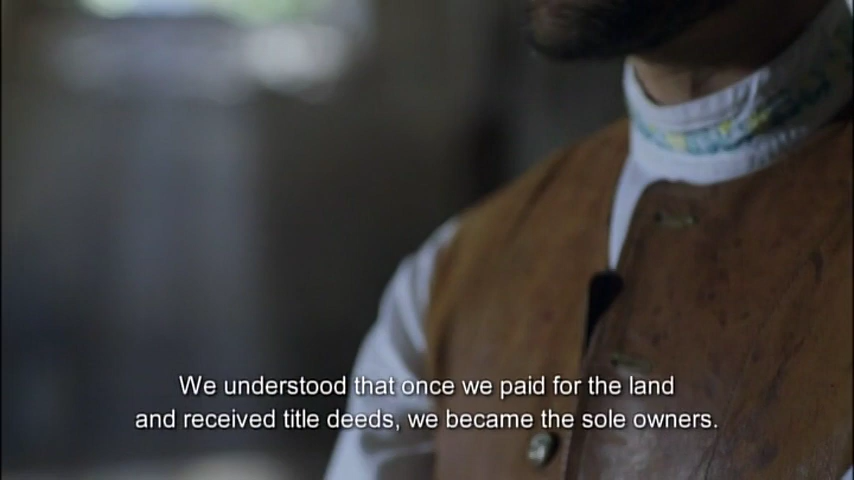 We understood that once we paid for the land
and received title deeds, we became the sole owners.